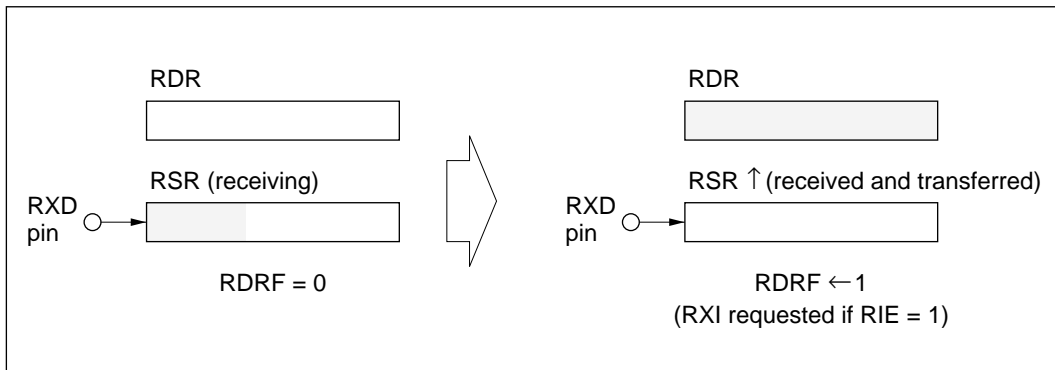 RDR
RSR (receiving)
RXD
pin
RDRF = 0
RDR
RSR ↑ (received and transferred)
RXD
pin
RDRF ← 1
(RXI requested if RIE = 1)